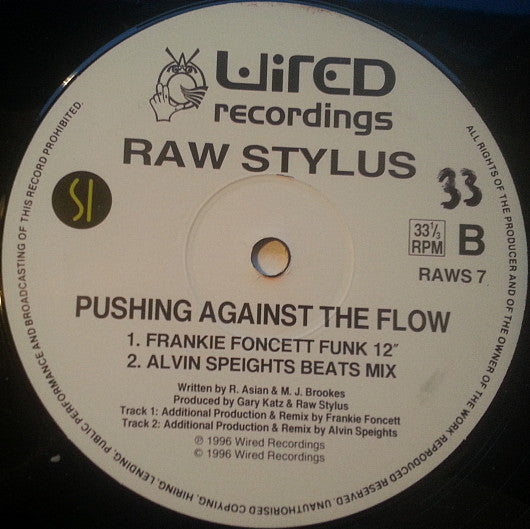 WIRED
recordings
RAW STYLUS
33
SI
33⅓
RPM
B
RAWS 7
PUSHING AGAINST THE FLOW
1. FRANKIE FONCETT FUNK 12"
2. ALVIN SPEIGHTS BEATS MIX
Written by R. Asian & M. J. Brookes
Produced by Gary Katz & Raw Stylus
Track 1: Additional Production & Remix by Frankie Foncett
Track 2: Additional Production & Remix by Alvin Speights
℗ 1996 Wired Recordings
© 1996 Wired Recordings
ALL RIGHTS OF THE PRODUCER AND OF THE OWNER OF THE WORK REPRODUCED RESERVED. UNAUTHORISED COPYING, HIRING, LENDING, PUBLIC PERFORMANCE AND BROADCASTING OF THIS RECORD PROHIBITED.